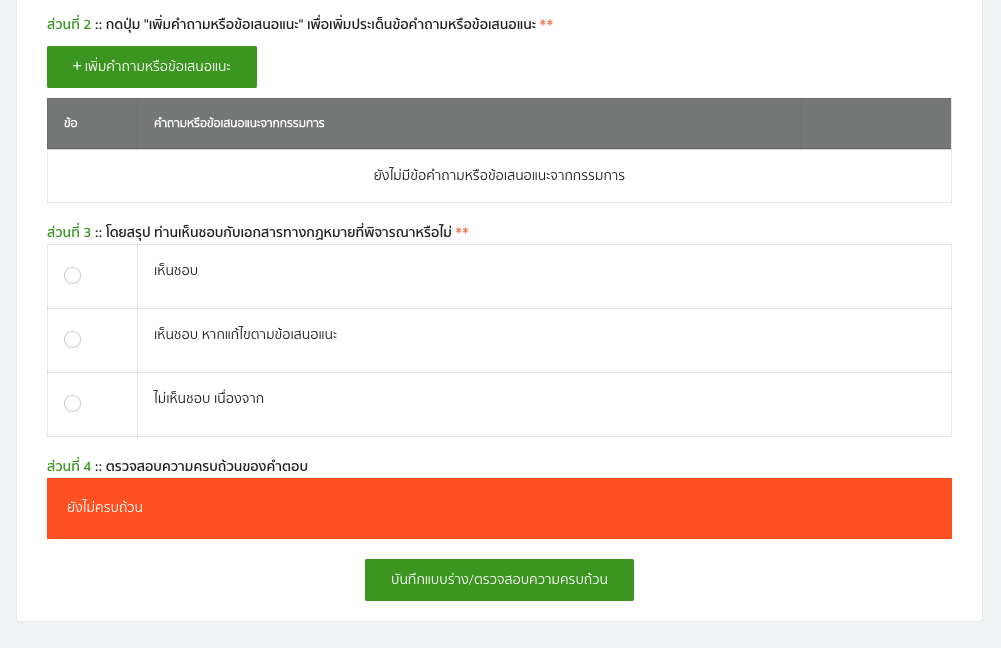 ส่วนที่ 2 :: กดปุ่ม "เพิ่มคำถามหรือข้อเสนอแนะ" เพื่อเพิ่มประเด็นข้อคำถามหรือข้อเสนอแนะ **
+ เพิ่มคำถามหรือข้อเสนอแนะ
ข้อ คำถามหรือข้อเสนอแนะจากกรรมการ
ยังไม่มีข้อคำถามหรือข้อเสนอแนะจากกรรมการ
ส่วนที่ 3 :: โดยสรุป ท่านเห็นชอบกับเอกสารทางกฎหมายที่พิจารณาหรือไม่ **
เห็นชอบ
เห็นชอบ หากแก้ไขตามข้อเสนอแนะ
ไม่เห็นชอบ เนื่องจาก
ส่วนที่ 4 :: ตรวจสอบความครบถ้วนของคำตอบ
ยังไม่ครบถ้วน
บันทึกแบบร่าง/ตรวจสอบความครบถ้วน